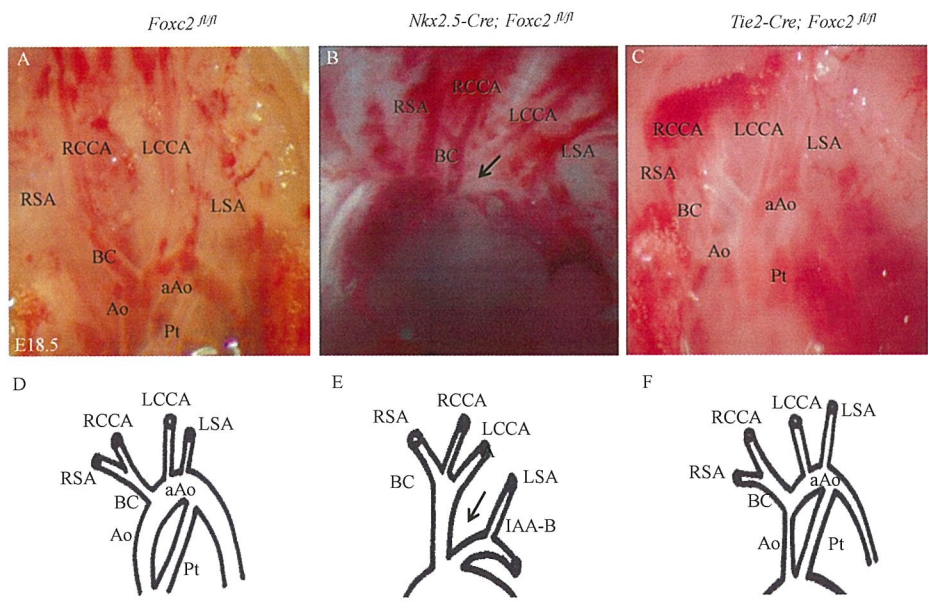 Foxc2 fl/fl
Nkx2.5-Cre; Foxc2 fl/fl
Tie2-Cre; Foxc2 fl/fl
A
RCCA
LCCA
RSA
LSA
BC
aAo
Ao
Pt
E18.5
B
RCCA
RSA
LCCA
BC
LSA
C
RCCA
LCCA
LSA
RSA
BC
aAo
Ao
Pt
D
LCCA
RCCA
LSA
RSA
BC
aAo
Ao
Pt
E
RCCA
RSA
LCCA
BC
LSA
IAA-B
F
LCCA
LSA
RCCA
RSA
aAo
BC
Ao
Pt